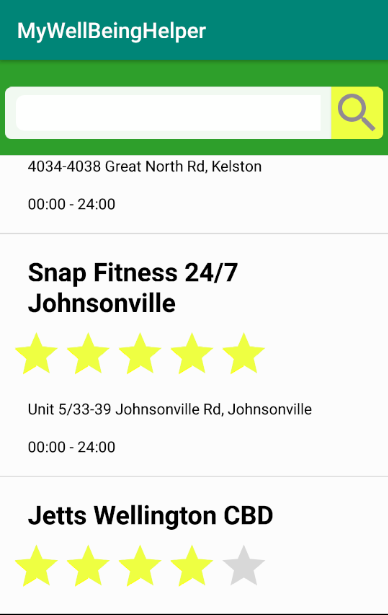 MyWellBeingHelper
4034-4038 Great North Rd, Kelston
00:00 - 24:00
Snap Fitness 24/7
Johnsonville
Unit 5/33-39 Johnsonville Rd, Johnsonville
00:00 - 24:00
Jetts Wellington CBD